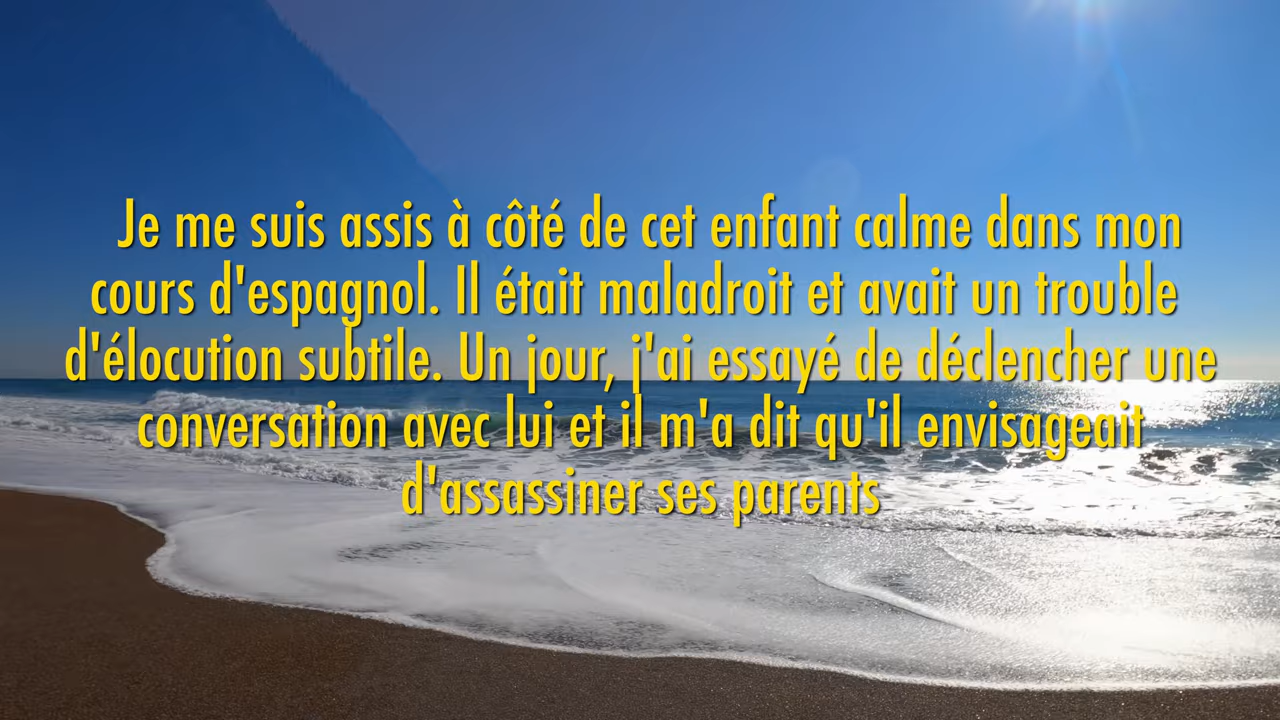 Je me suis assis à côté de cet enfant calme dans mon
cours d'espagnol. Il était maladroit et avait un trouble
d'élocution subtile. Un jour, j'ai essayé de déclencher une
conversation avec lui et il m'a dit qu'il envisageait
d'assassiner ses parents